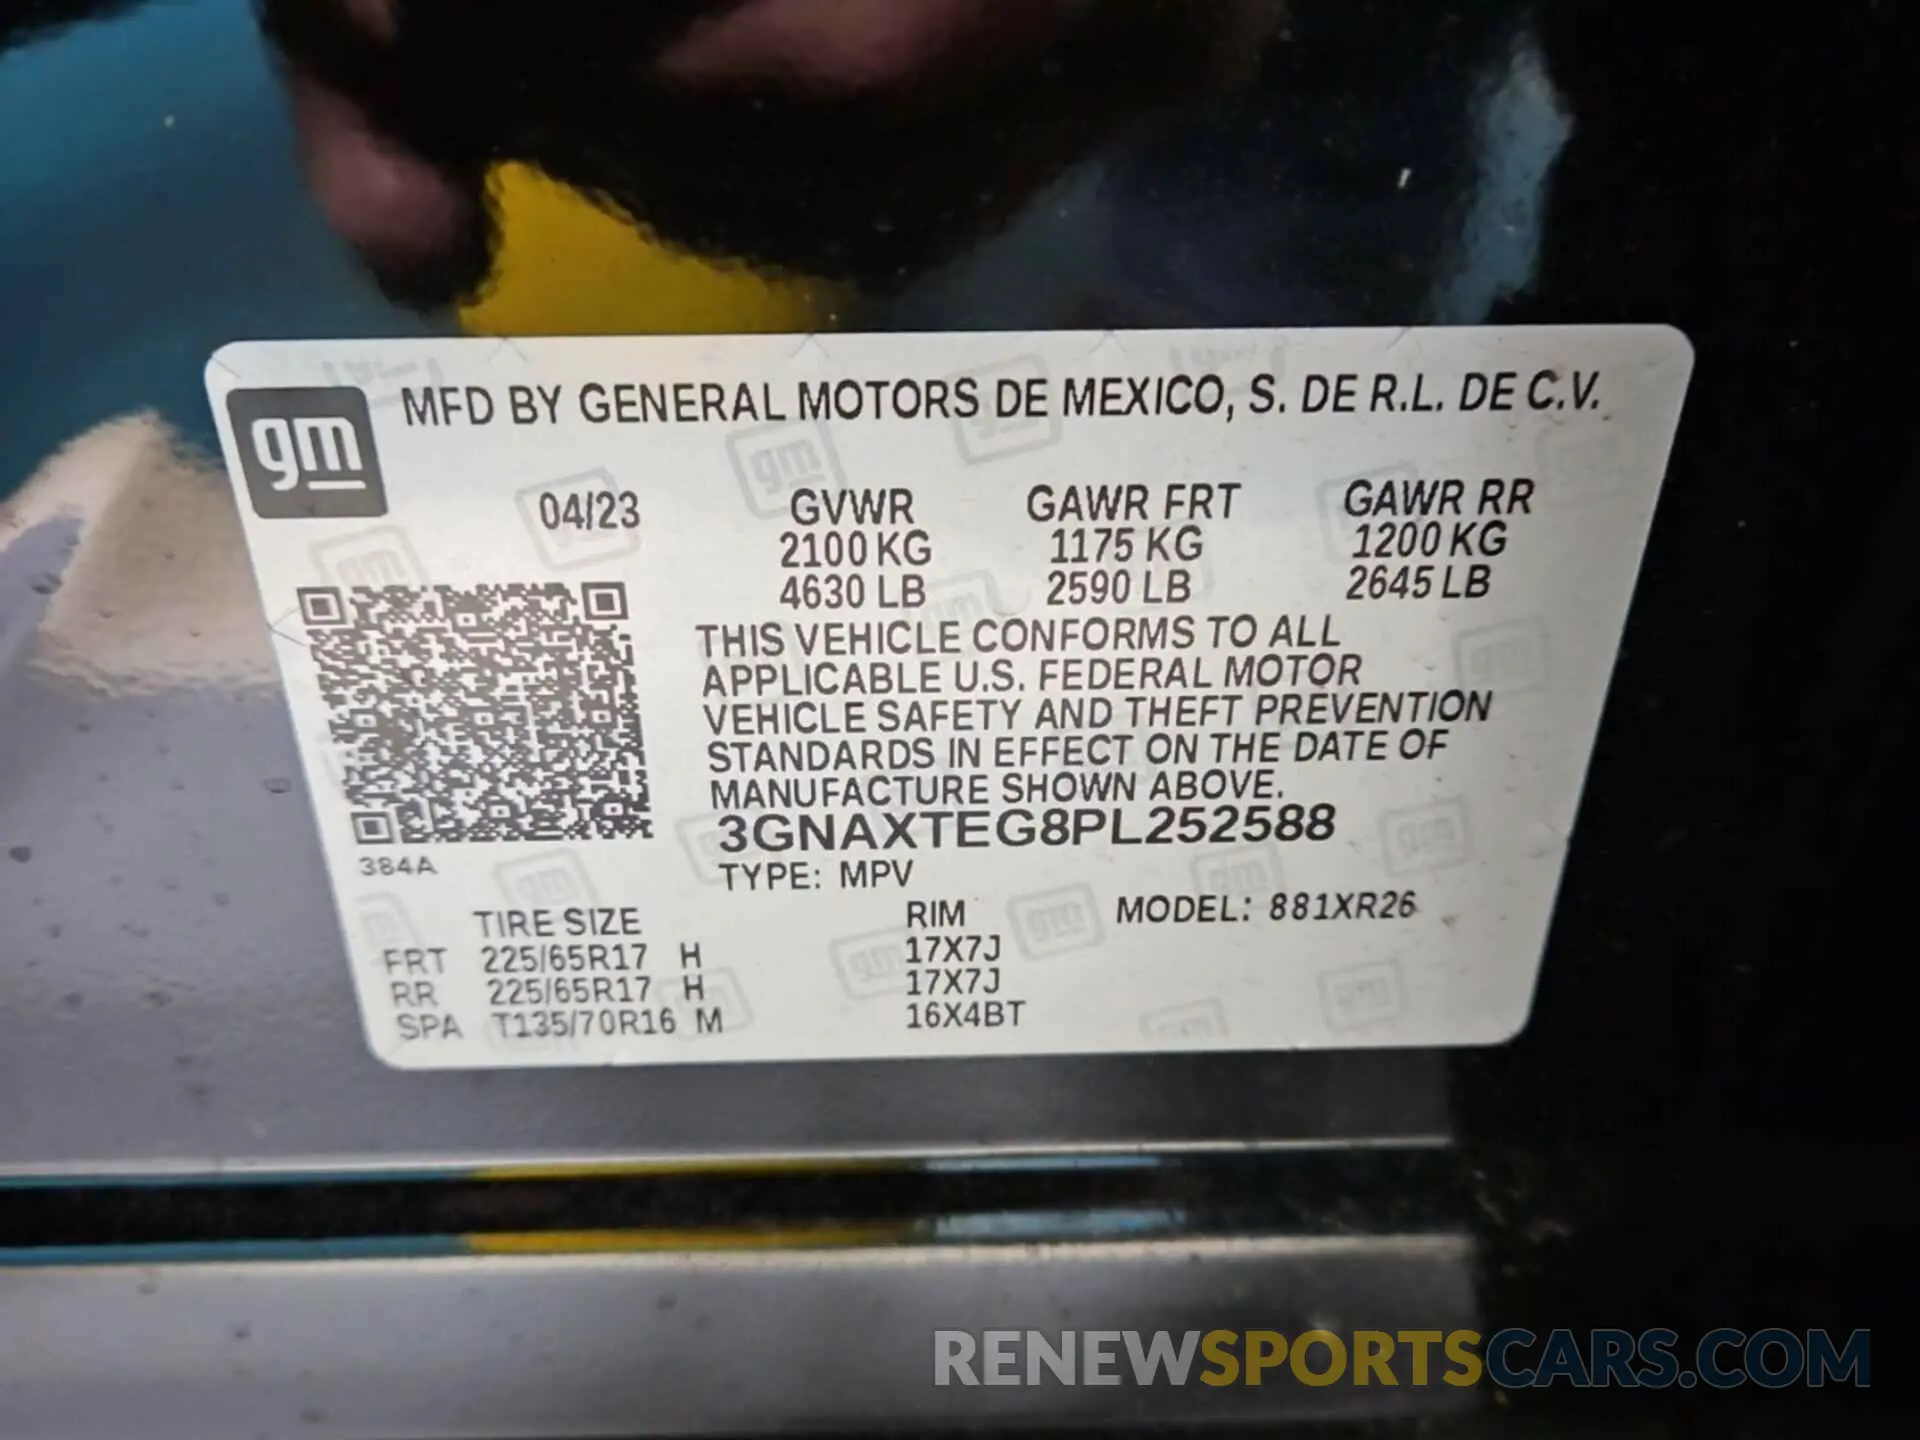 gm
MFD BY GENERAL MOTORS DE MEXICO, S. DE R.L. DE C.V.
04/23 GVWR GAWR FRT GAWR RR
2100 KG 1175 KG 1200 KG
4630 LB 2590 LB 2645 LB
THIS VEHICLE CONFORMS TO ALL
APPLICABLE U.S. FEDERAL MOTOR
VEHICLE SAFETY AND THEFT PREVENTION
STANDARDS IN EFFECT ON THE DATE OF
MANUFACTURE SHOWN ABOVE.
3GNAXTEG8PL252588
384A
TYPE: MPV
TIRE SIZE RIM MODEL: 881XR26
FRT 225/65R17 H 17X7J
RR 225/65R17 H 17X7J
SPA T135/70R16 M 16X4BT
RENEWSPORTSCARS.COM